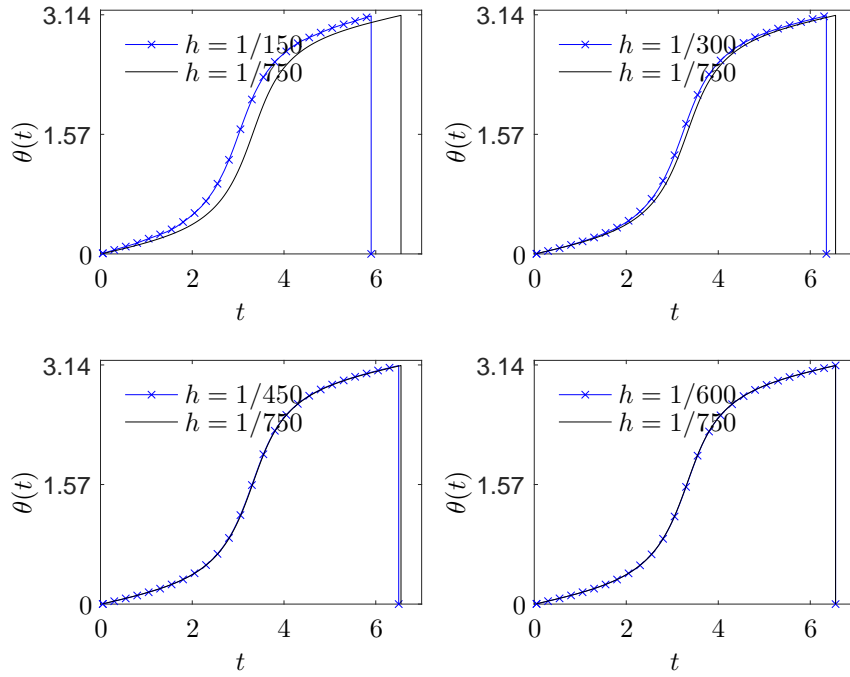 3.14
h = 1/150
h = 1/750
1.57
θ(t)
0
0 2 4 6
t
3.14
h = 1/300
h = 1/750
1.57
θ(t)
0
0 2 4 6
t
3.14
h = 1/450
h = 1/750
1.57
θ(t)
0
0 2 4 6
t
3.14
h = 1/600
h = 1/750
1.57
θ(t)
0
0 2 4 6
t